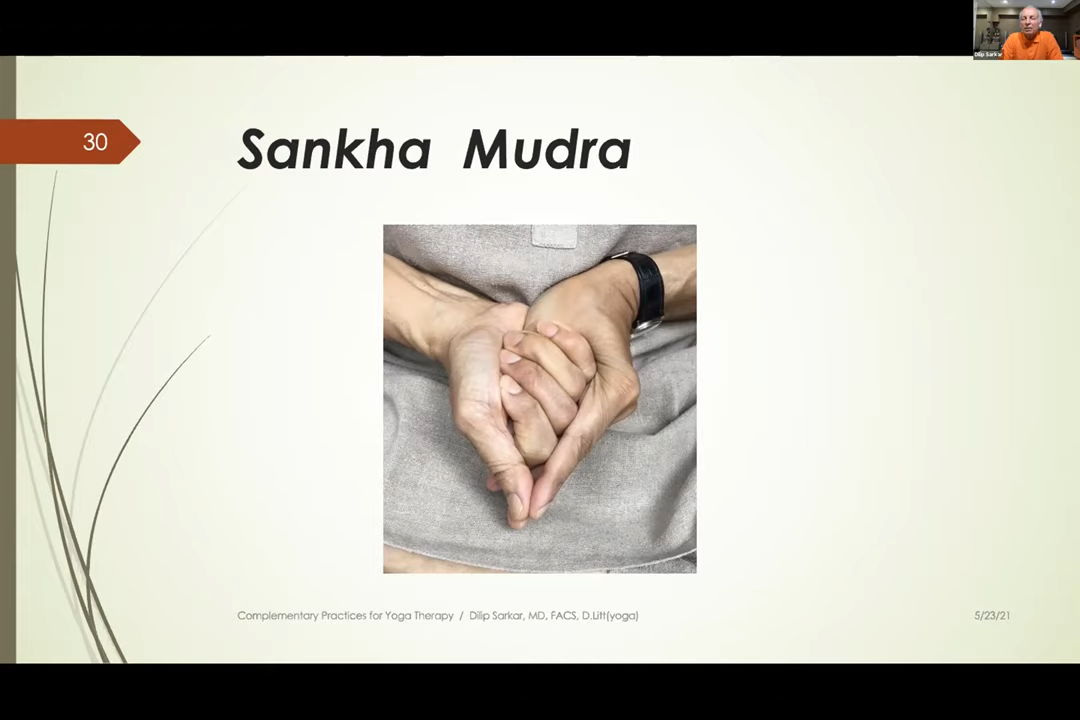 Dilip Sarkar
30
Sankha Mudra
Complementary Practices for Yoga Therapy / Dilip Sarkar, MD, FACS, D.Litt(yoga)
5/23/21